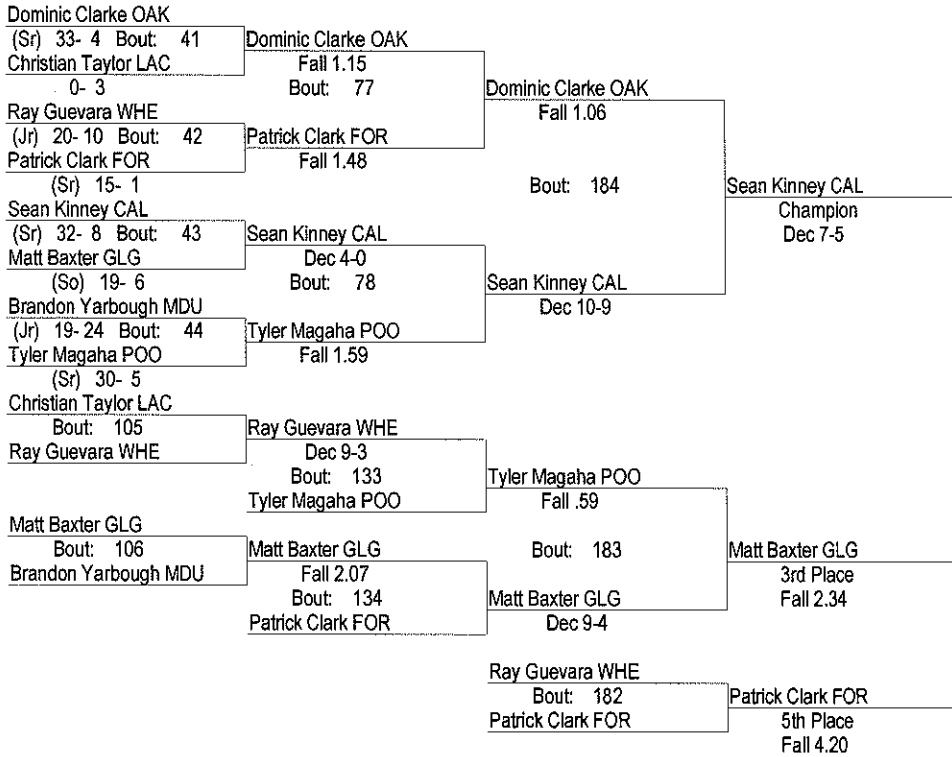 Dominic Clarke OAK
(Sr) 33- 4 Bout: 41
Christian Taylor LAC
0- 3
Ray Guevara WHE
(Jr) 20- 10 Bout: 42
Patrick Clark FOR
(Sr) 15- 1
Sean Kinney CAL
(Sr) 32- 8 Bout: 43
Matt Baxter GLG
(So) 19- 6
Brandon Yarbough MDU
(Jr) 19- 24 Bout: 44
Tyler Magaha POO
(Sr) 30- 5
Dominic Clarke OAK
Fall 1.15
Bout: 77
Patrick Clark FOR
Fall 1.48
Sean Kinney CAL
Dec 4-0
Bout: 78
Tyler Magaha POO
Fall 1.59
Dominic Clarke OAK
Fall 1.06
Bout: 184
Sean Kinney CAL
Dec 10-9
Sean Kinney CAL
Champion
Dec 7-5
Christian Taylor LAC
Bout: 105
Ray Guevara WHE
Matt Baxter GLG
Bout: 106
Brandon Yarbough MDU
Ray Guevara WHE
Dec 9-3
Bout: 133
Tyler Magaha POO
Matt Baxter GLG
Fall 2.07
Bout: 134
Patrick Clark FOR
Tyler Magaha POO
Fall .59
Bout: 183
Matt Baxter GLG
Dec 9-4
Matt Baxter GLG
3rd Place
Fall 2.34
Ray Guevara WHE
Bout: 182
Patrick Clark FOR
Patrick Clark FOR
5th Place
Fall 4.20